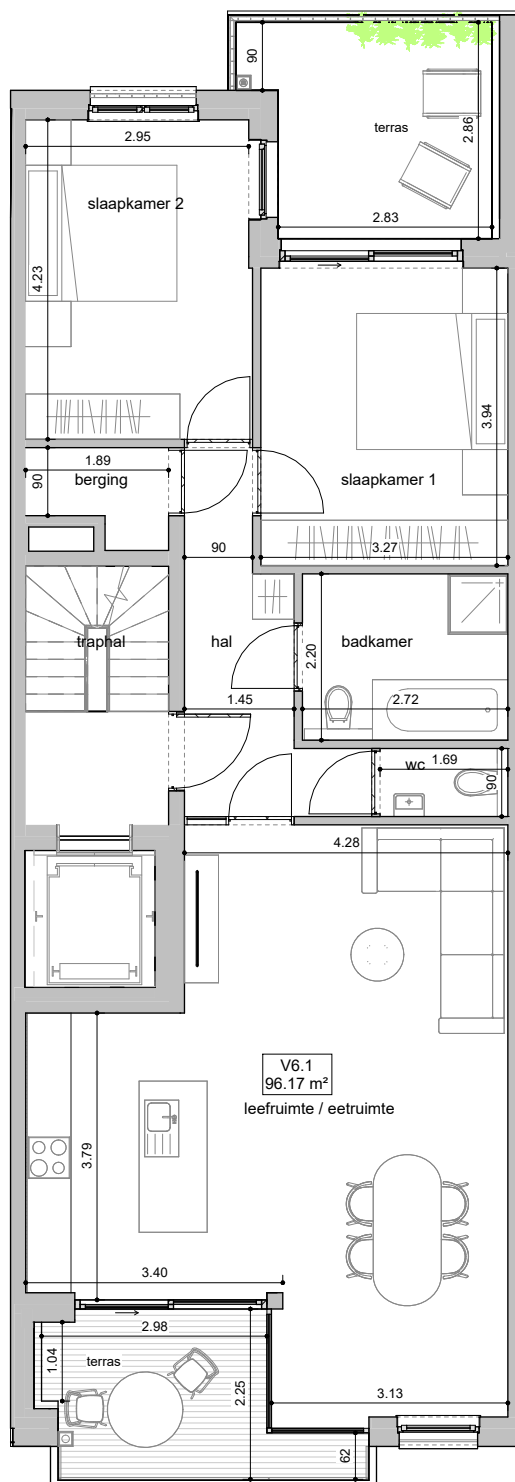 90
terras
2.86
2.95
slaapkamer 2
2.83
4.23
3.94
1.89
berging
90
slaapkamer 1
90
3.27
traphal
hal
badkamer
2.20
1.45
2.72
wc
1.69
90
4.28
V6.1
96.17 m²
leefruimte / eetruimte
3.79
3.40
2.98
1.04
terras
2.25
3.13
62